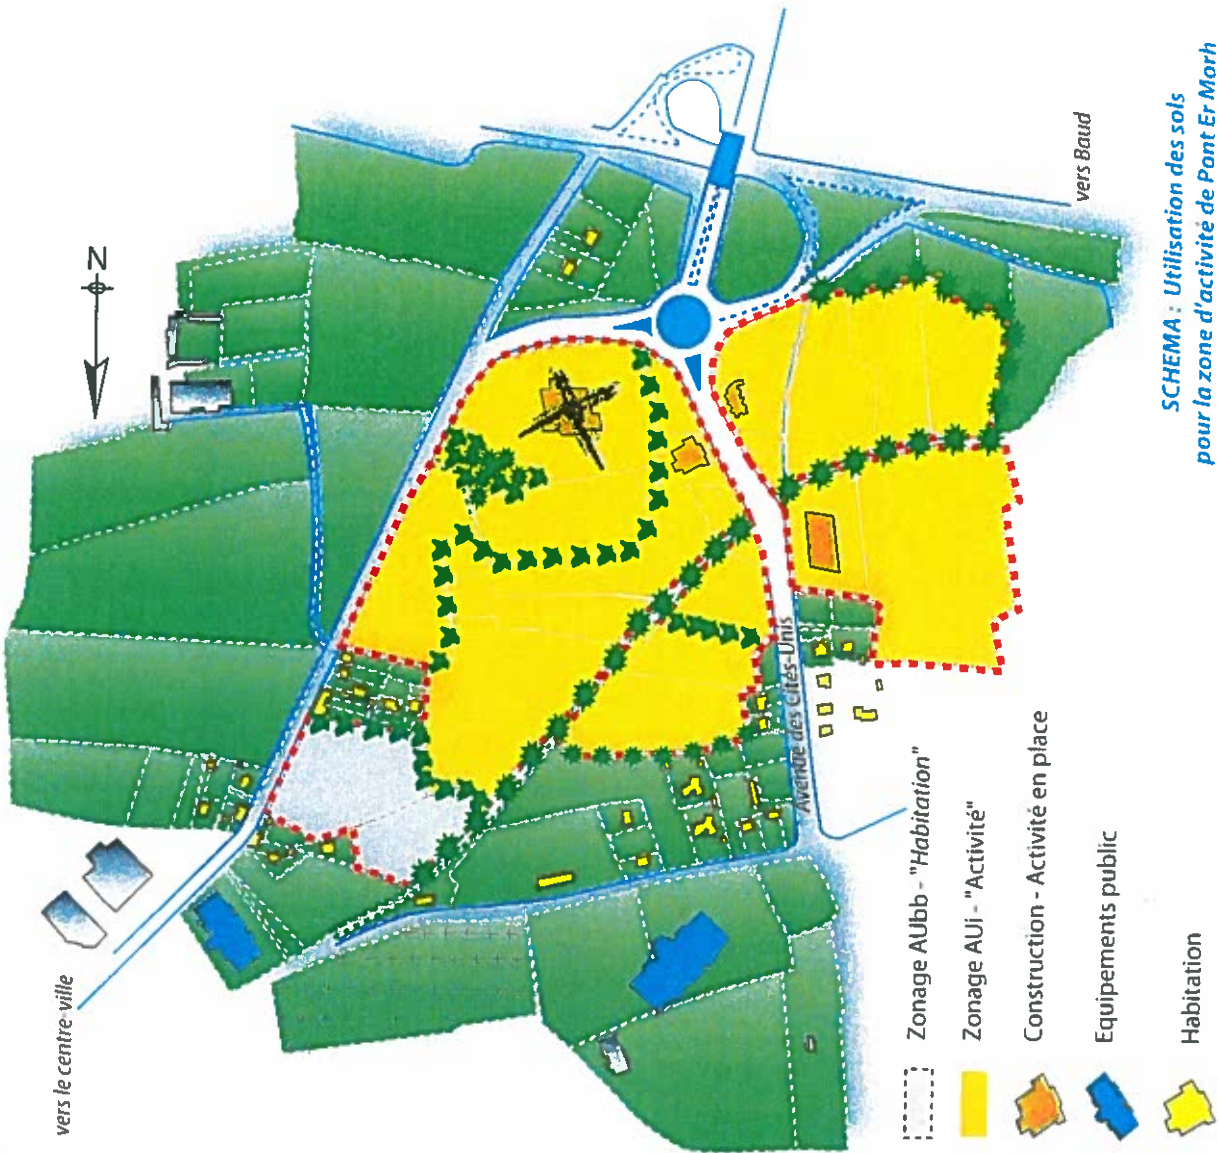 N
vers Baud
vers le centre-ville
Avenue des Cités-Unis
SCHEMA : Utilisation des sols
pour la zone d'activité de Pont Er Morh
Zonage AUbb - "Habitation"
Zonage AUi - "Activité"
Construction - Activité en place
Equipements public
Habitation